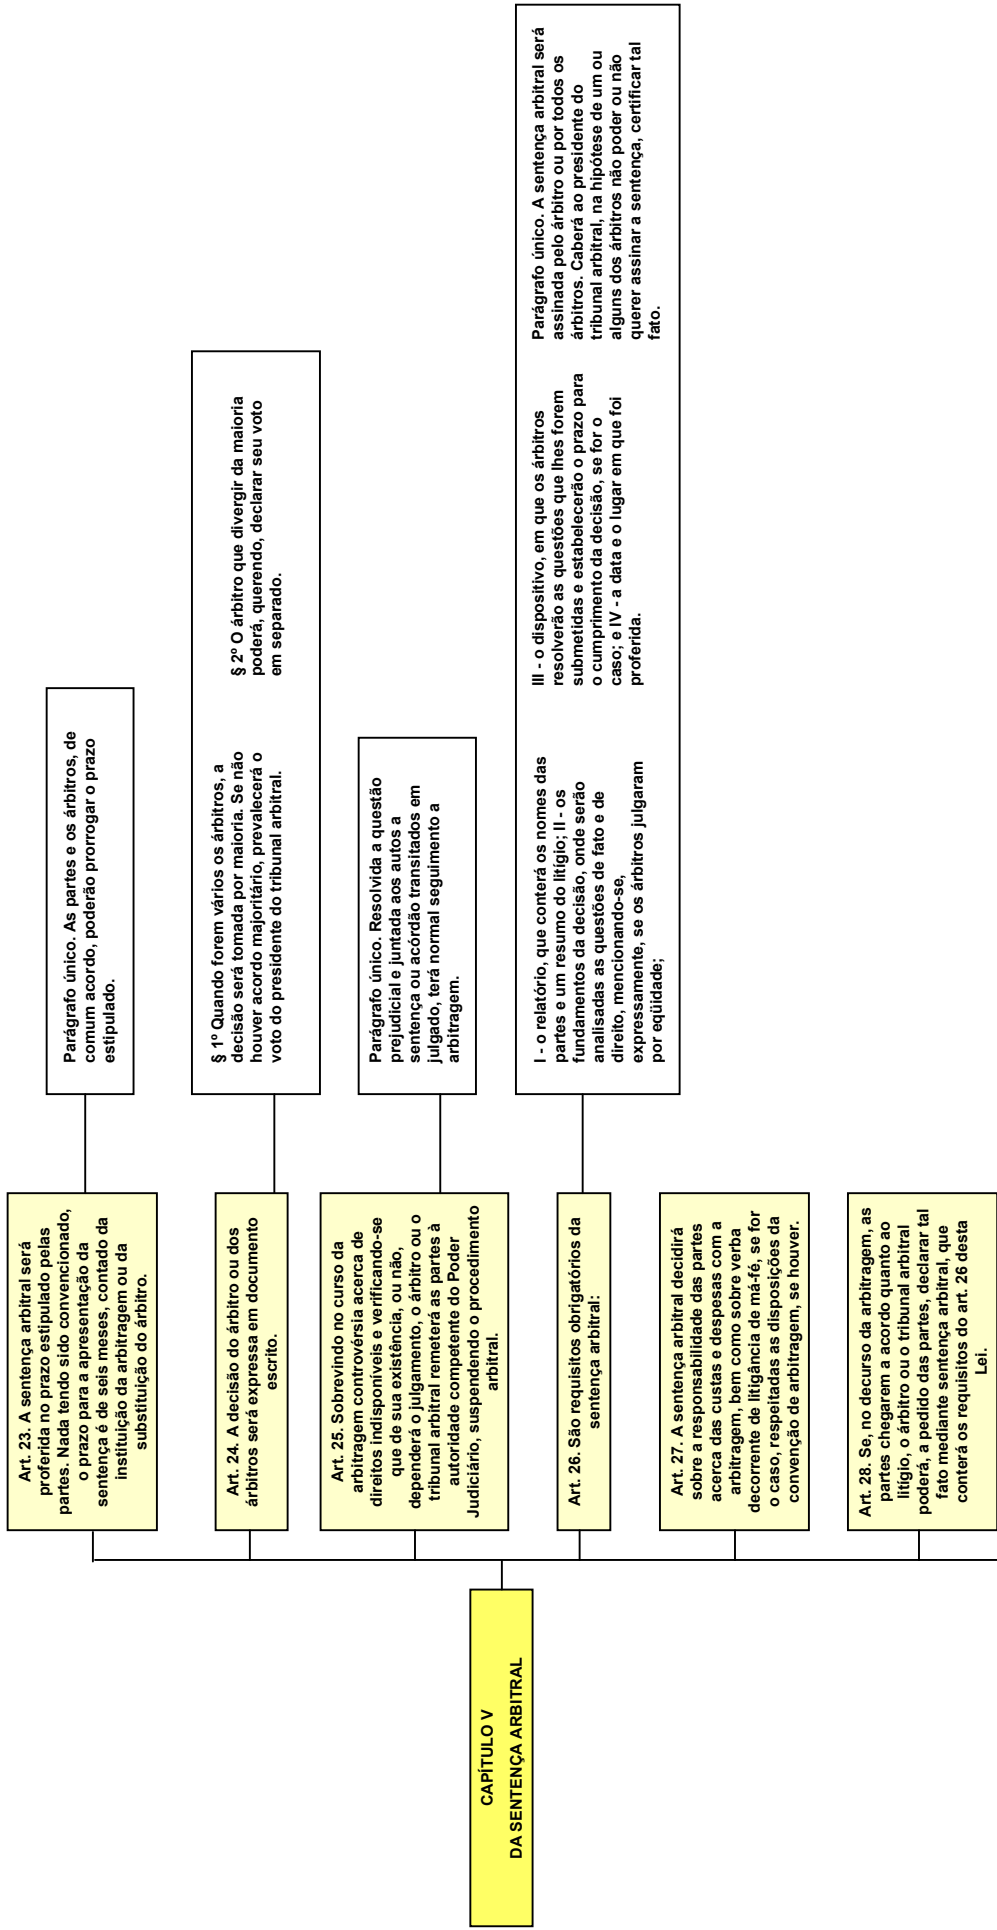 CAPÍTULO V
DA SENTENÇA ARBITRAL
Art. 23. A sentença arbitral será
proferida no prazo estipulado pelas
partes. Nada tendo sido convencionado,
o prazo para a apresentação da
sentença é de seis meses, contado da
instituição da arbitragem ou da
substituição do árbitro.
Parágrafo único. As partes e os árbitros, de
comum acordo, poderão prorrogar o prazo
estipulado.
Art. 24. A decisão do árbitro ou dos
árbitros será expressa em documento
escrito.
§ 1º Quando forem vários os árbitros, a
decisão será tomada por maioria. Se não
houver acordo majoritário, prevalecerá o
voto do presidente do tribunal arbitral.
§ 2º O árbitro que divergir da maioria
poderá, querendo, declarar seu voto
em separado.
Art. 25. Sobrevindo no curso da
arbitragem controvérsia acerca de
direitos indisponíveis e verificando-se
que de sua existência, ou não,
dependerá o julgamento, o árbitro ou o
tribunal arbitral remeterá as partes à
autoridade competente do Poder
Judiciário, suspendendo o procedimento
arbitral.
Parágrafo único. Resolvida a questão
prejudicial e juntada aos autos a
sentença ou acórdão transitados em
julgado, terá normal seguimento a
arbitragem.
Art. 26. São requisitos obrigatórios da
sentença arbitral:
I - o relatório, que conterá os nomes das
partes e um resumo do litígio; II - os
fundamentos da decisão, onde serão
analisadas as questões de fato e de
direito, mencionando-se,
expressamente, se os árbitros julgaram
por eqüidade;
III - o dispositivo, em que os árbitros
resolverão as questões que lhes forem
submetidas e estabelecerão o prazo para
o cumprimento da decisão, se for o
caso; e IV - a data e o lugar em que foi
proferida.
Parágrafo único. A sentença arbitral será
assinada pelo árbitro ou por todos os
árbitros. Caberá ao presidente do
tribunal arbitral, na hipótese de um ou
alguns dos árbitros não poder ou não
querer assinar a sentença, certificar tal
fato.
Art. 27. A sentença arbitral decidirá
sobre a responsabilidade das partes
acerca das custas e despesas com a
arbitragem, bem como sobre verba
decorrente de litigância de má-fé, se for
o caso, respeitadas as disposições da
convenção de arbitragem, se houver.
Art. 28. Se, no decurso da arbitragem, as
partes chegarem a acordo quanto ao
litígio, o árbitro ou o tribunal arbitral
poderá, a pedido das partes, declarar tal
fato mediante sentença arbitral, que
conterá os requisitos do art. 26 desta
Lei.